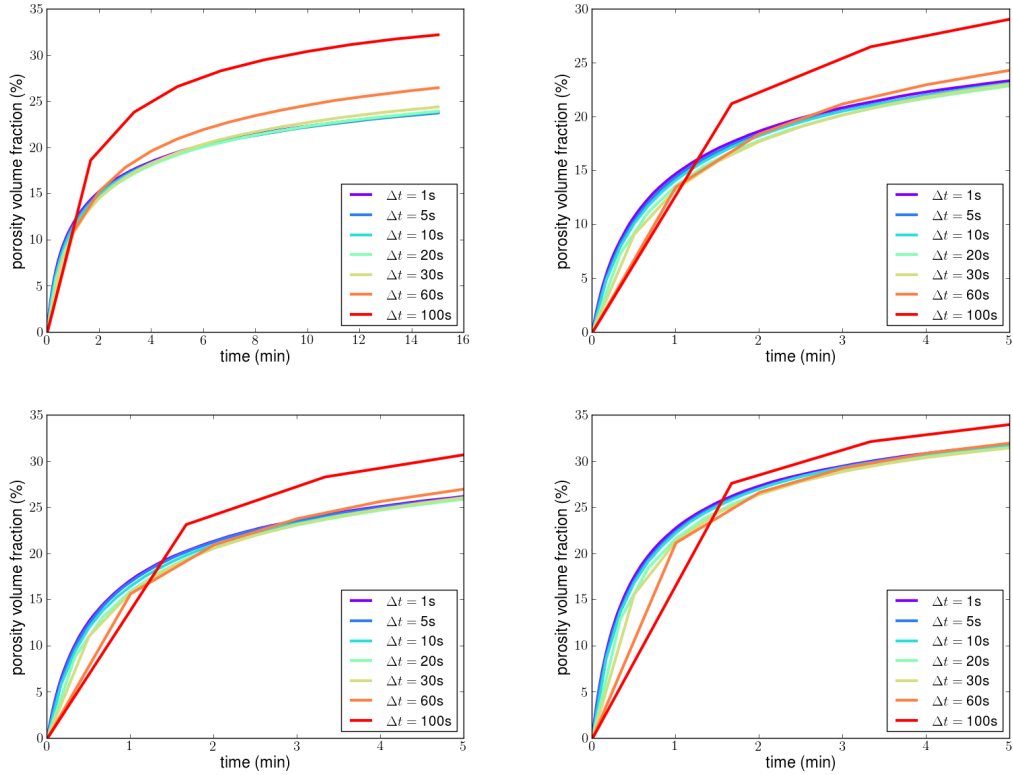 35
30
25
20
15
10
5
0
porosity volume fraction (%)
0 2 4 6 8 10 12 14 16
time (min)
Δt = 1s
Δt = 5s
Δt = 10s
Δt = 20s
Δt = 30s
Δt = 60s
Δt = 100s
30
25
20
15
10
5
0
porosity volume fraction (%)
0 1 2 3 4 5
time (min)
Δt = 1s
Δt = 5s
Δt = 10s
Δt = 20s
Δt = 30s
Δt = 60s
Δt = 100s
35
30
25
20
15
10
5
0
porosity volume fraction (%)
0 1 2 3 4 5
time (min)
Δt = 1s
Δt = 5s
Δt = 10s
Δt = 20s
Δt = 30s
Δt = 60s
Δt = 100s
35
30
25
20
15
10
5
0
porosity volume fraction (%)
0 1 2 3 4 5
time (min)
Δt = 1s
Δt = 5s
Δt = 10s
Δt = 20s
Δt = 30s
Δt = 60s
Δt = 100s